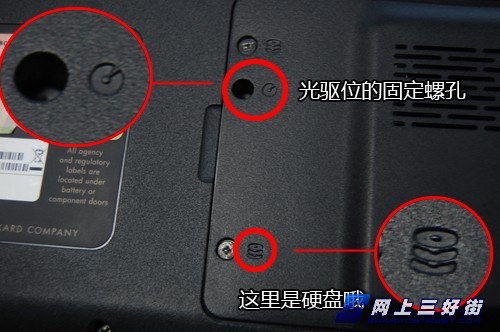 光驱位的固定螺孔
All agency
and regulatory
labels are
located under
battery or
component doors
CARD COMPANY
这里是硬盘哦
网上三好街